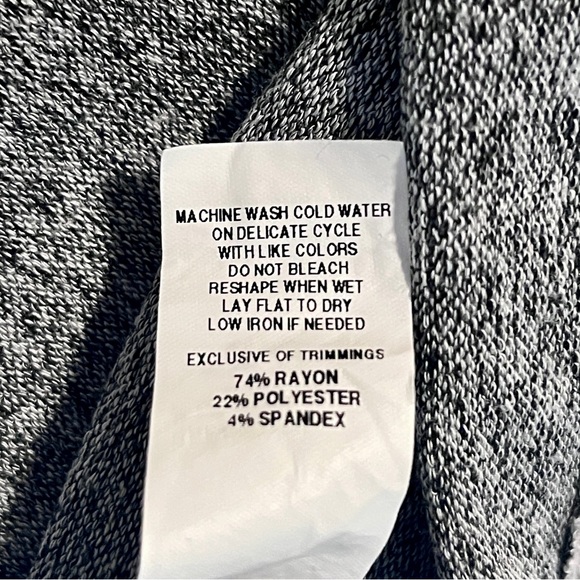 MACHINE WASH COLD WATER
ON DELICATE CYCLE
WITH LIKE COLORS
DO NOT BLEACH
RESHAPE WHEN WET
LAY FLAT TO DRY
LOW IRON IF NEEDED
EXCLUSIVE OF TRIMMINGS
74% RAYON
22% POLYESTER
4% SPANDEX